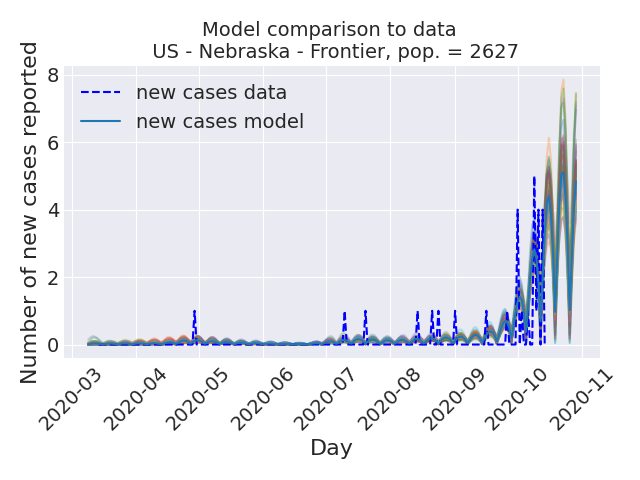 Model comparison to data
US - Nebraska - Frontier, pop. = 2627
Number of new cases reported
8
6
4
2
0
new cases data
new cases model
2020-03
2020-04
2020-05
2020-06
2020-07
2020-08
2020-09
2020-10
2020-11
Day